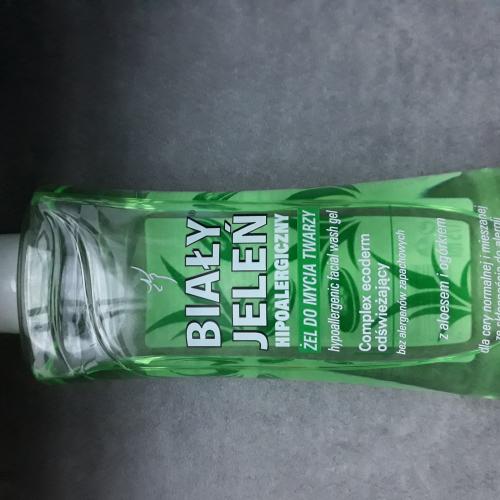 BIAŁY
JELEŃ
HIPOALERGICZNY
ŻEL DO MYCIA TWARZY
hypoallergenic facial wash gel
Complex ecoderm
odświeżający
bez alergenów zapachowych
z aloesem i ogórkiem
dla cery normalnej i mieszanej